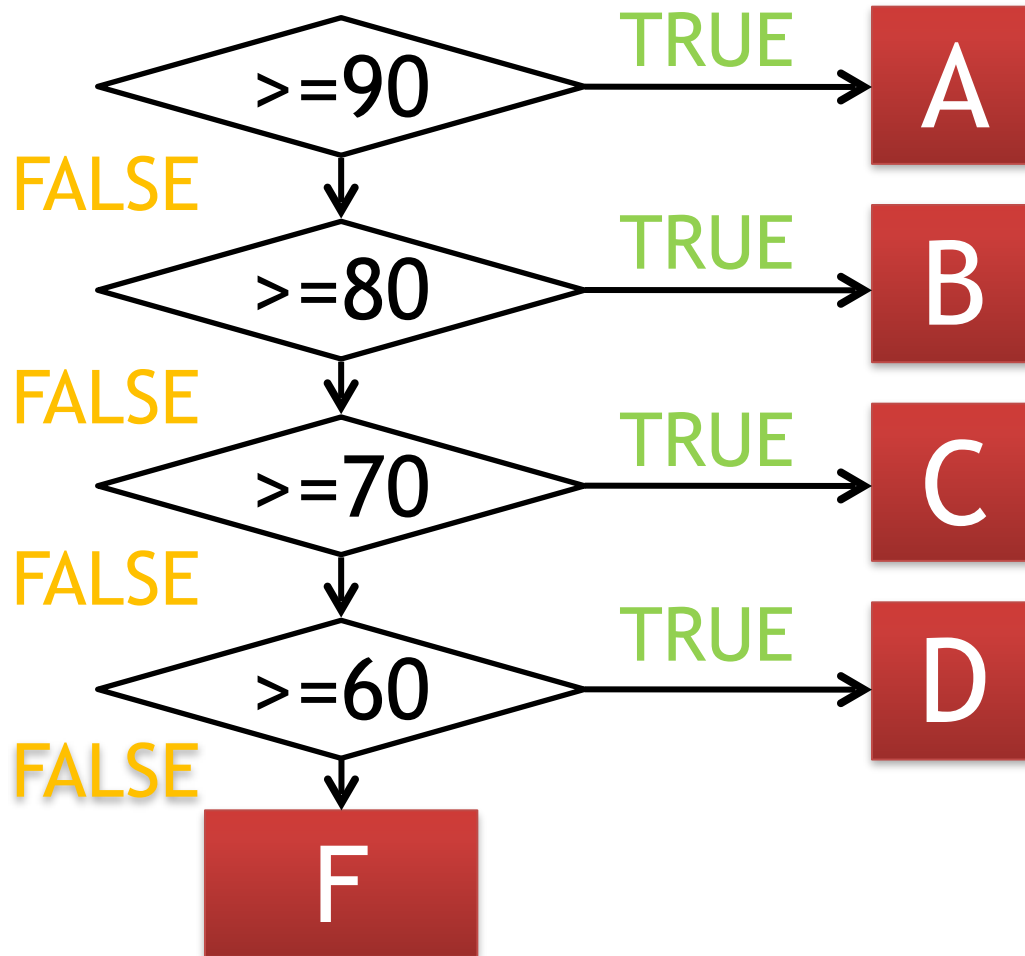 >=90
TRUE
A
FALSE
>=80
TRUE
B
FALSE
>=70
TRUE
C
FALSE
>=60
TRUE
D
FALSE
F